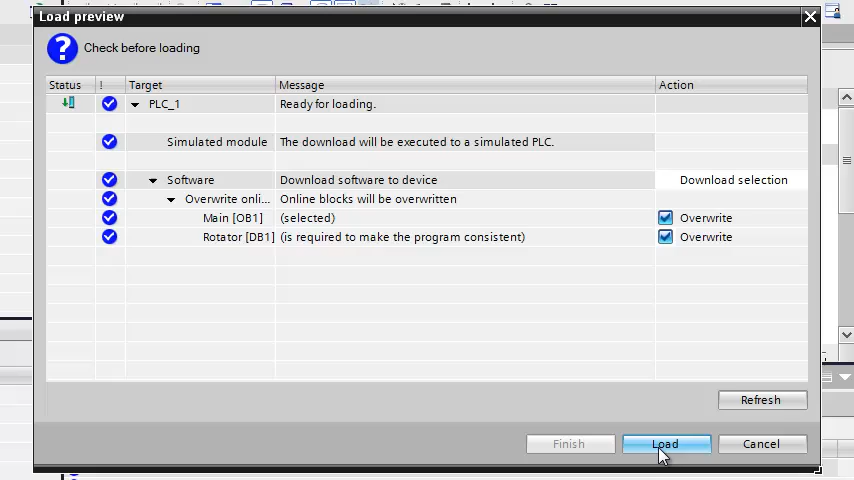 Load preview
Check before loading
Status ! Target Message Action
PLC_1 Ready for loading.
Simulated module The download will be executed to a simulated PLC.
Software Download software to device Download selection
Overwrite onli... Online blocks will be overwritten
Main [OB1] (selected) Overwrite
Rotator [DB1] (is required to make the program consistent) Overwrite
Refresh
Finish Load Cancel